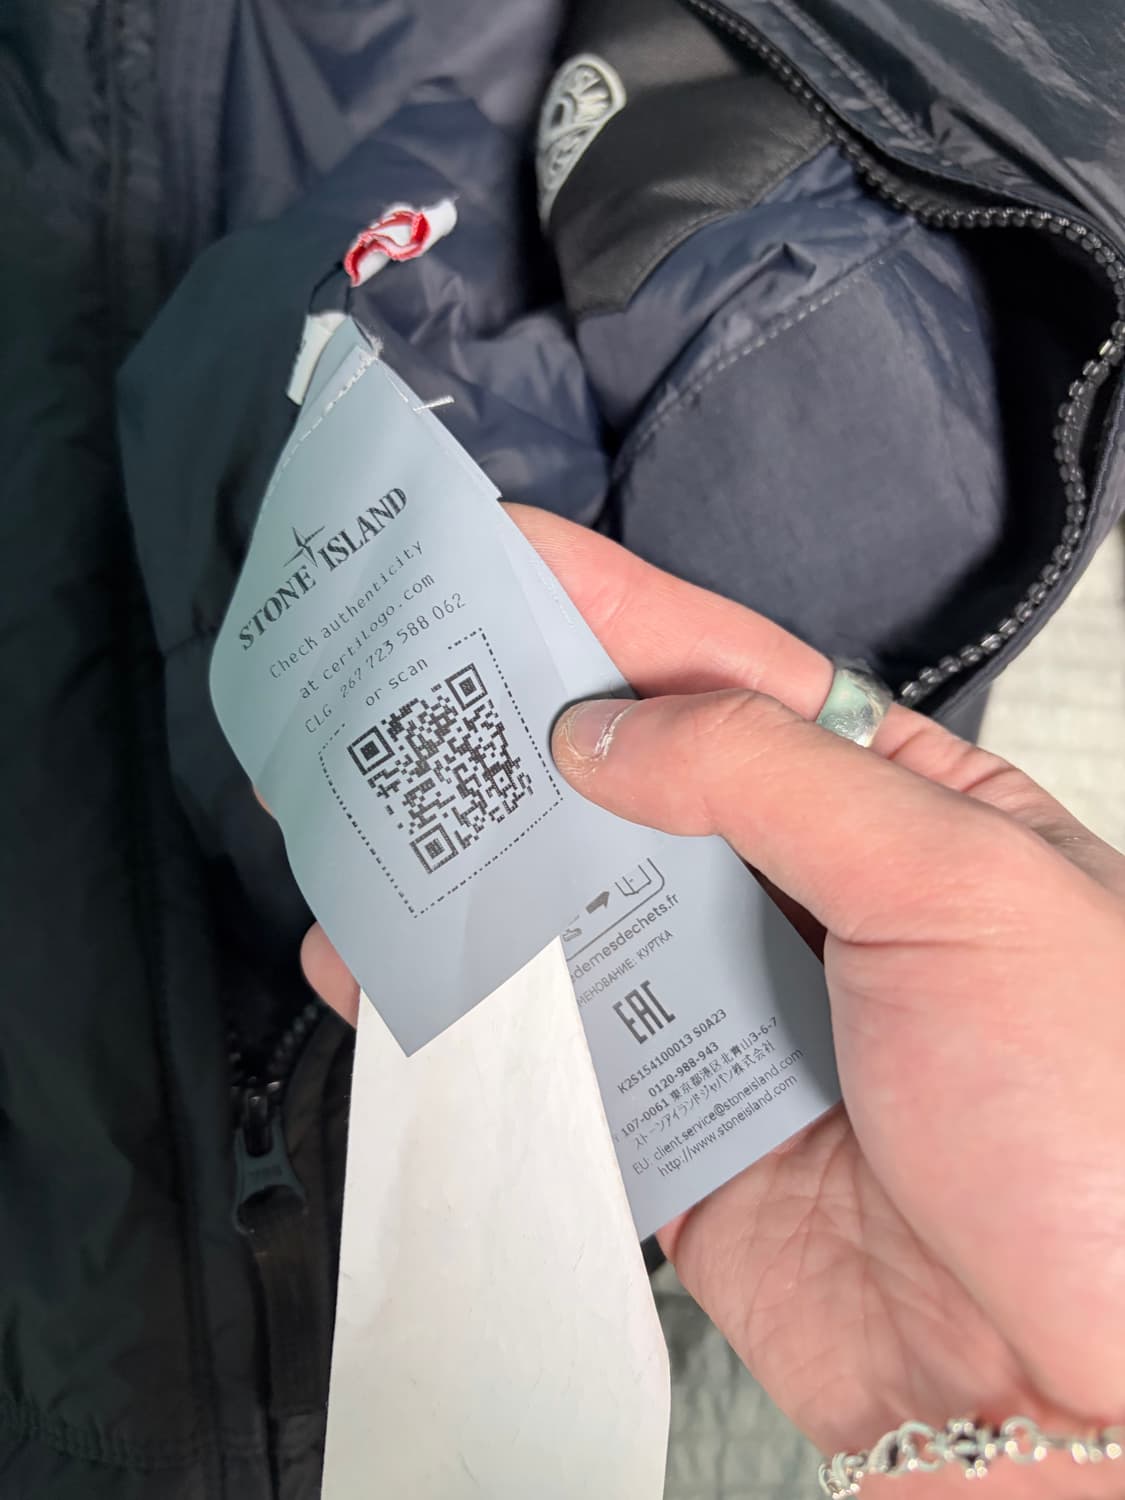 STONE ISLAND
Check authenticity
at certilogo.com
CLG 267 723 588 062
or scan
demesdechets.fr
МЕНОВАНИЕ: КУРТКА
EAC
K2S154100013 S0A23
0120-988-943
107-0061 東京都港区北青山3-6-7
ストーンアイランドジャパン株式会社
EU: client.service@stoneisland.com
http://www.stoneisland.com